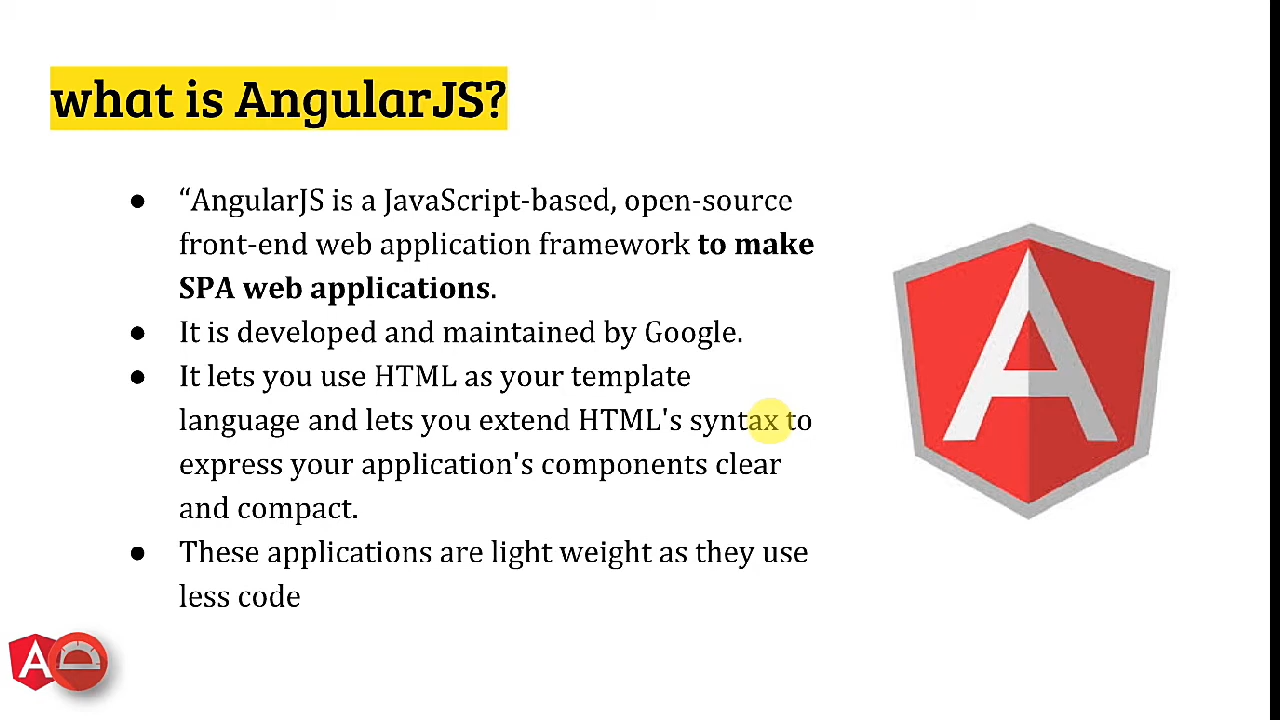 what is AngularJS?
● “AngularJS is a JavaScript-based, open-source
front-end web application framework to make
SPA web applications.
● It is developed and maintained by Google.
● It lets you use HTML as your template
language and lets you extend HTML's syntax to
express your application's components clear
and compact.
● These applications are light weight as they use
less code
A
A